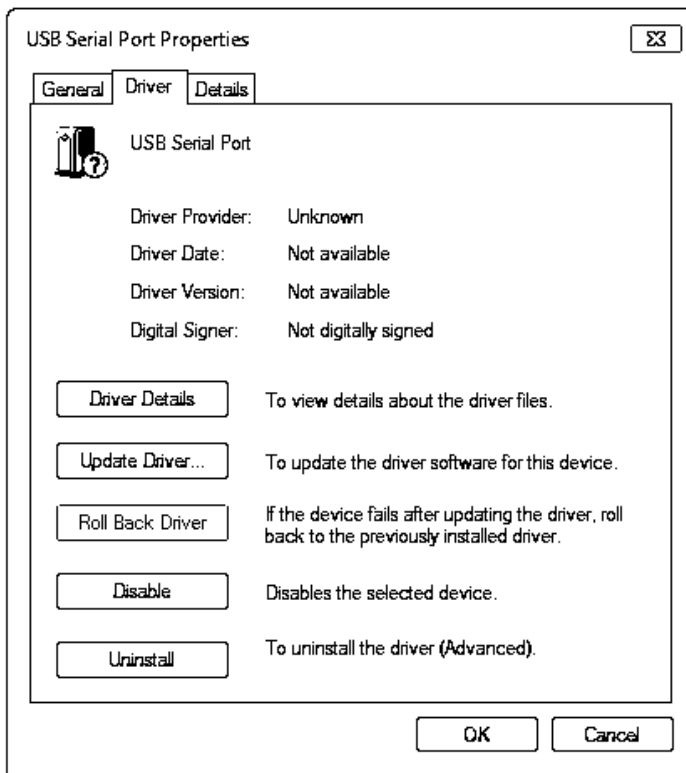 USB Serial Port Properties
General Driver Details
USB Serial Port
Driver Provider: Unknown
Driver Date: Not available
Driver Version: Not available
Digital Signer: Not digitally signed
Driver Details To view details about the driver files.
Update Driver... To update the driver software for this device.
Roll Back Driver If the device fails after updating the driver, roll
back to the previously installed driver.
Disable Disables the selected device.
Uninstall To uninstall the driver (Advanced).
OK Cancel